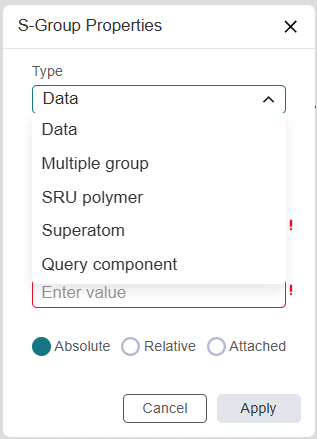 S-Group Properties
Type
Data
Data
Multiple group
SRU polymer
!
Superatom
Query component
Enter value !
Absolute Relative Attached
Cancel Apply